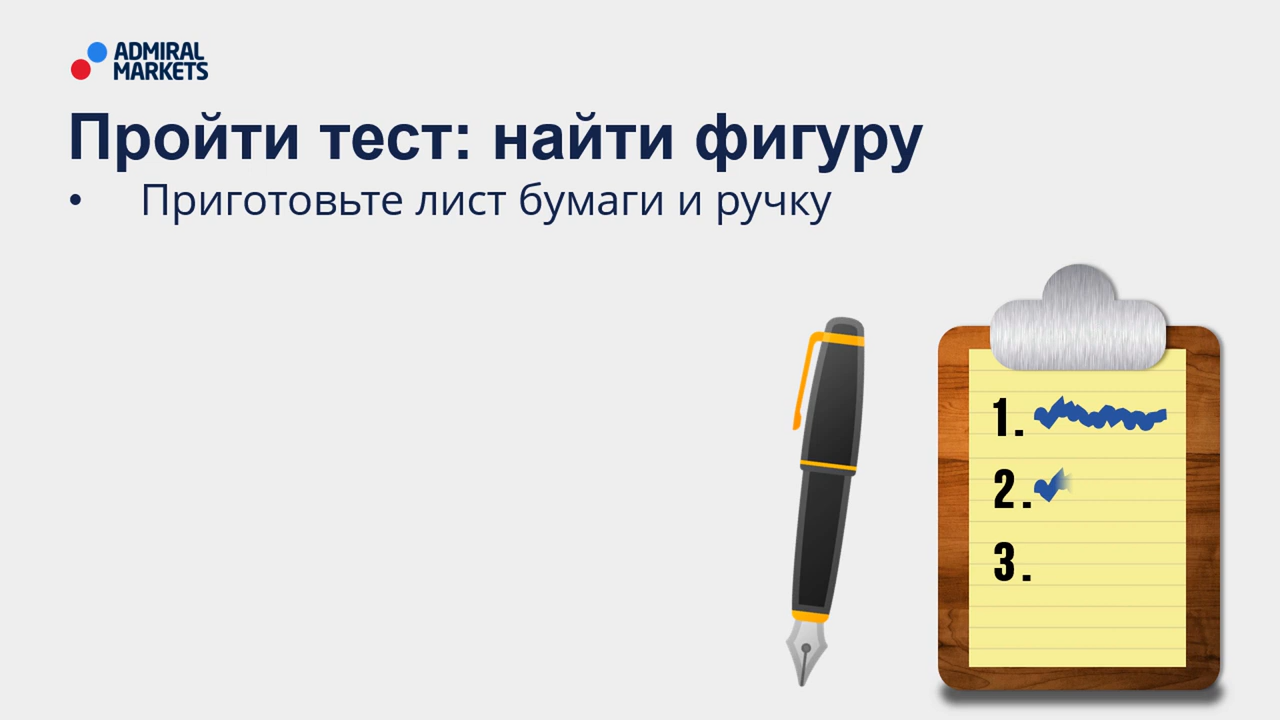 ADMIRAL
MARKETS
Пройти тест: найти фигуру
• Приготовьте лист бумаги и ручку
1.
2.
3.